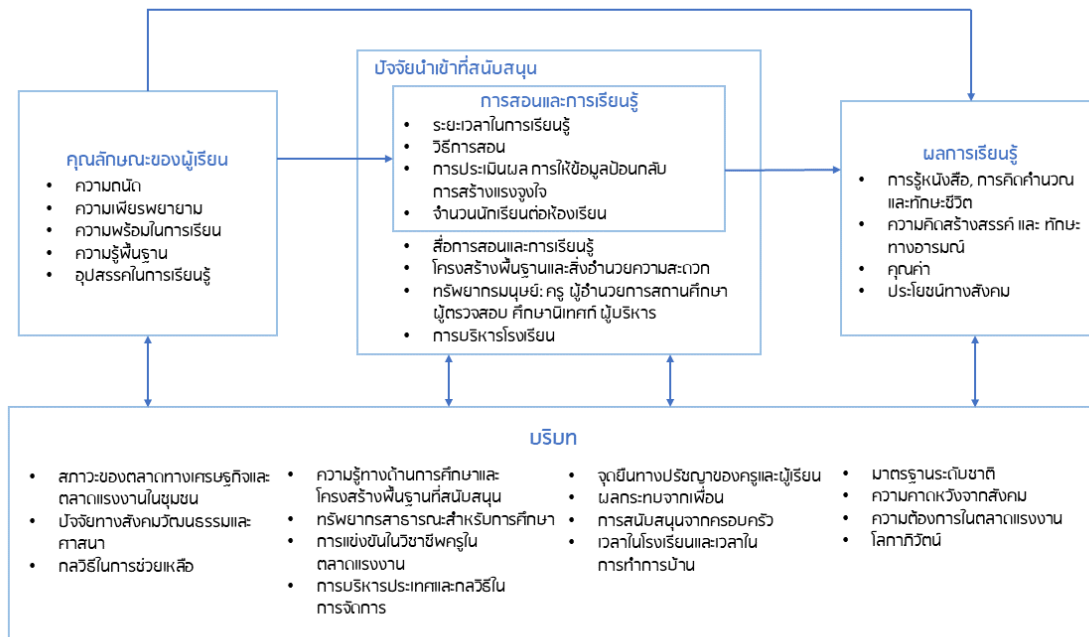 คุณลักษณะของผู้เรียน
• ความถนัด
• ความเพียรพยายาม
• ความพร้อมในการเรียน
• ความรู้พื้นฐาน
• อุปสรรคในการเรียนรู้
ปัจจัยนำเข้าที่สนับสนุน
การสอนและการเรียนรู้
• ระยะเวลาในการเรียนรู้
• วิธีการสอน
• การประเมินผล การให้ข้อมูลป้อนกลับ
การสร้างแรงจูงใจ
• จำนวนนักเรียนต่อห้องเรียน
• สื่อการสอนและการเรียนรู้
• โครงสร้างพื้นฐานและสิ่งอำนวยความสะดวก
• ทรัพยากรมนุษย์: ครู ผู้อำนวยการสถานศึกษา
ผู้ตรวจสอบ ศึกษานิเทศก์ ผู้บริหาร
• การบริหารโรงเรียน
ผลการเรียนรู้
• การรู้หนังสือ, การคิดคำนวณ
และทักษะชีวิต
• ความคิดสร้างสรรค์ และ ทักษะ
ทางอารมณ์
• คุณค่า
• ประโยชน์ทางสังคม
บริบท
• สภาวะของตลาดทางเศรษฐกิจและ
ตลาดแรงงานในชุมชน
• ปัจจัยทางสังคมวัฒนธรรมและ
ศาสนา
• กลวิธีในการช่วยเหลือ
• ความรู้ทางด้านการศึกษาและ
โครงสร้างพื้นฐานที่สนับสนุน
• ทรัพยากรสาธารณะสำหรับการศึกษา
• การแข่งขันในวิชาชีพครูใน
ตลาดแรงงาน
• การบริหารประเทศและกลวิธีใน
การจัดการ
• จุดยืนทางปรัชญาของครูและผู้เรียน
• ผลกระทบจากเพื่อน
• การสนับสนุนจากครอบครัว
• เวลาในโรงเรียนและเวลาใน
การทำการบ้าน
• มาตรฐานระดับชาติ
• ความคาดหวังจากสังคม
• ความต้องการในตลาดแรงงาน
• โลกาภิวัตน์